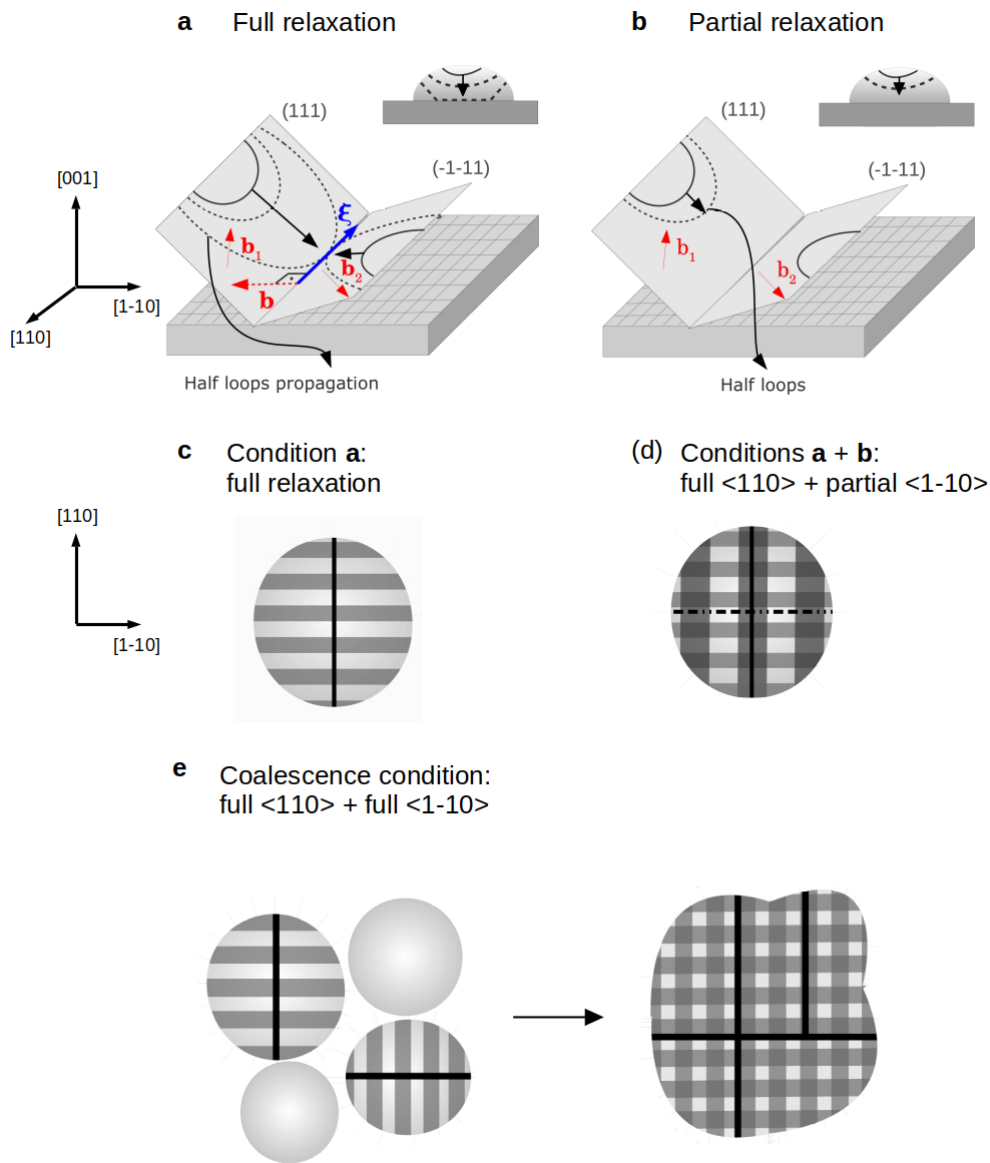 a Full relaxation
b Partial relaxation
(111)
(-1-11)
[001]
[1-10]
[110]
ξ
b1
b2
b
Half loops propagation
(111)
(-1-11)
b1
b2
Half loops
c Condition a:
full relaxation
(d) Conditions a + b:
full <110> + partial <1-10>
[110]
[1-10]
e Coalescence condition:
full <110> + full <1-10>